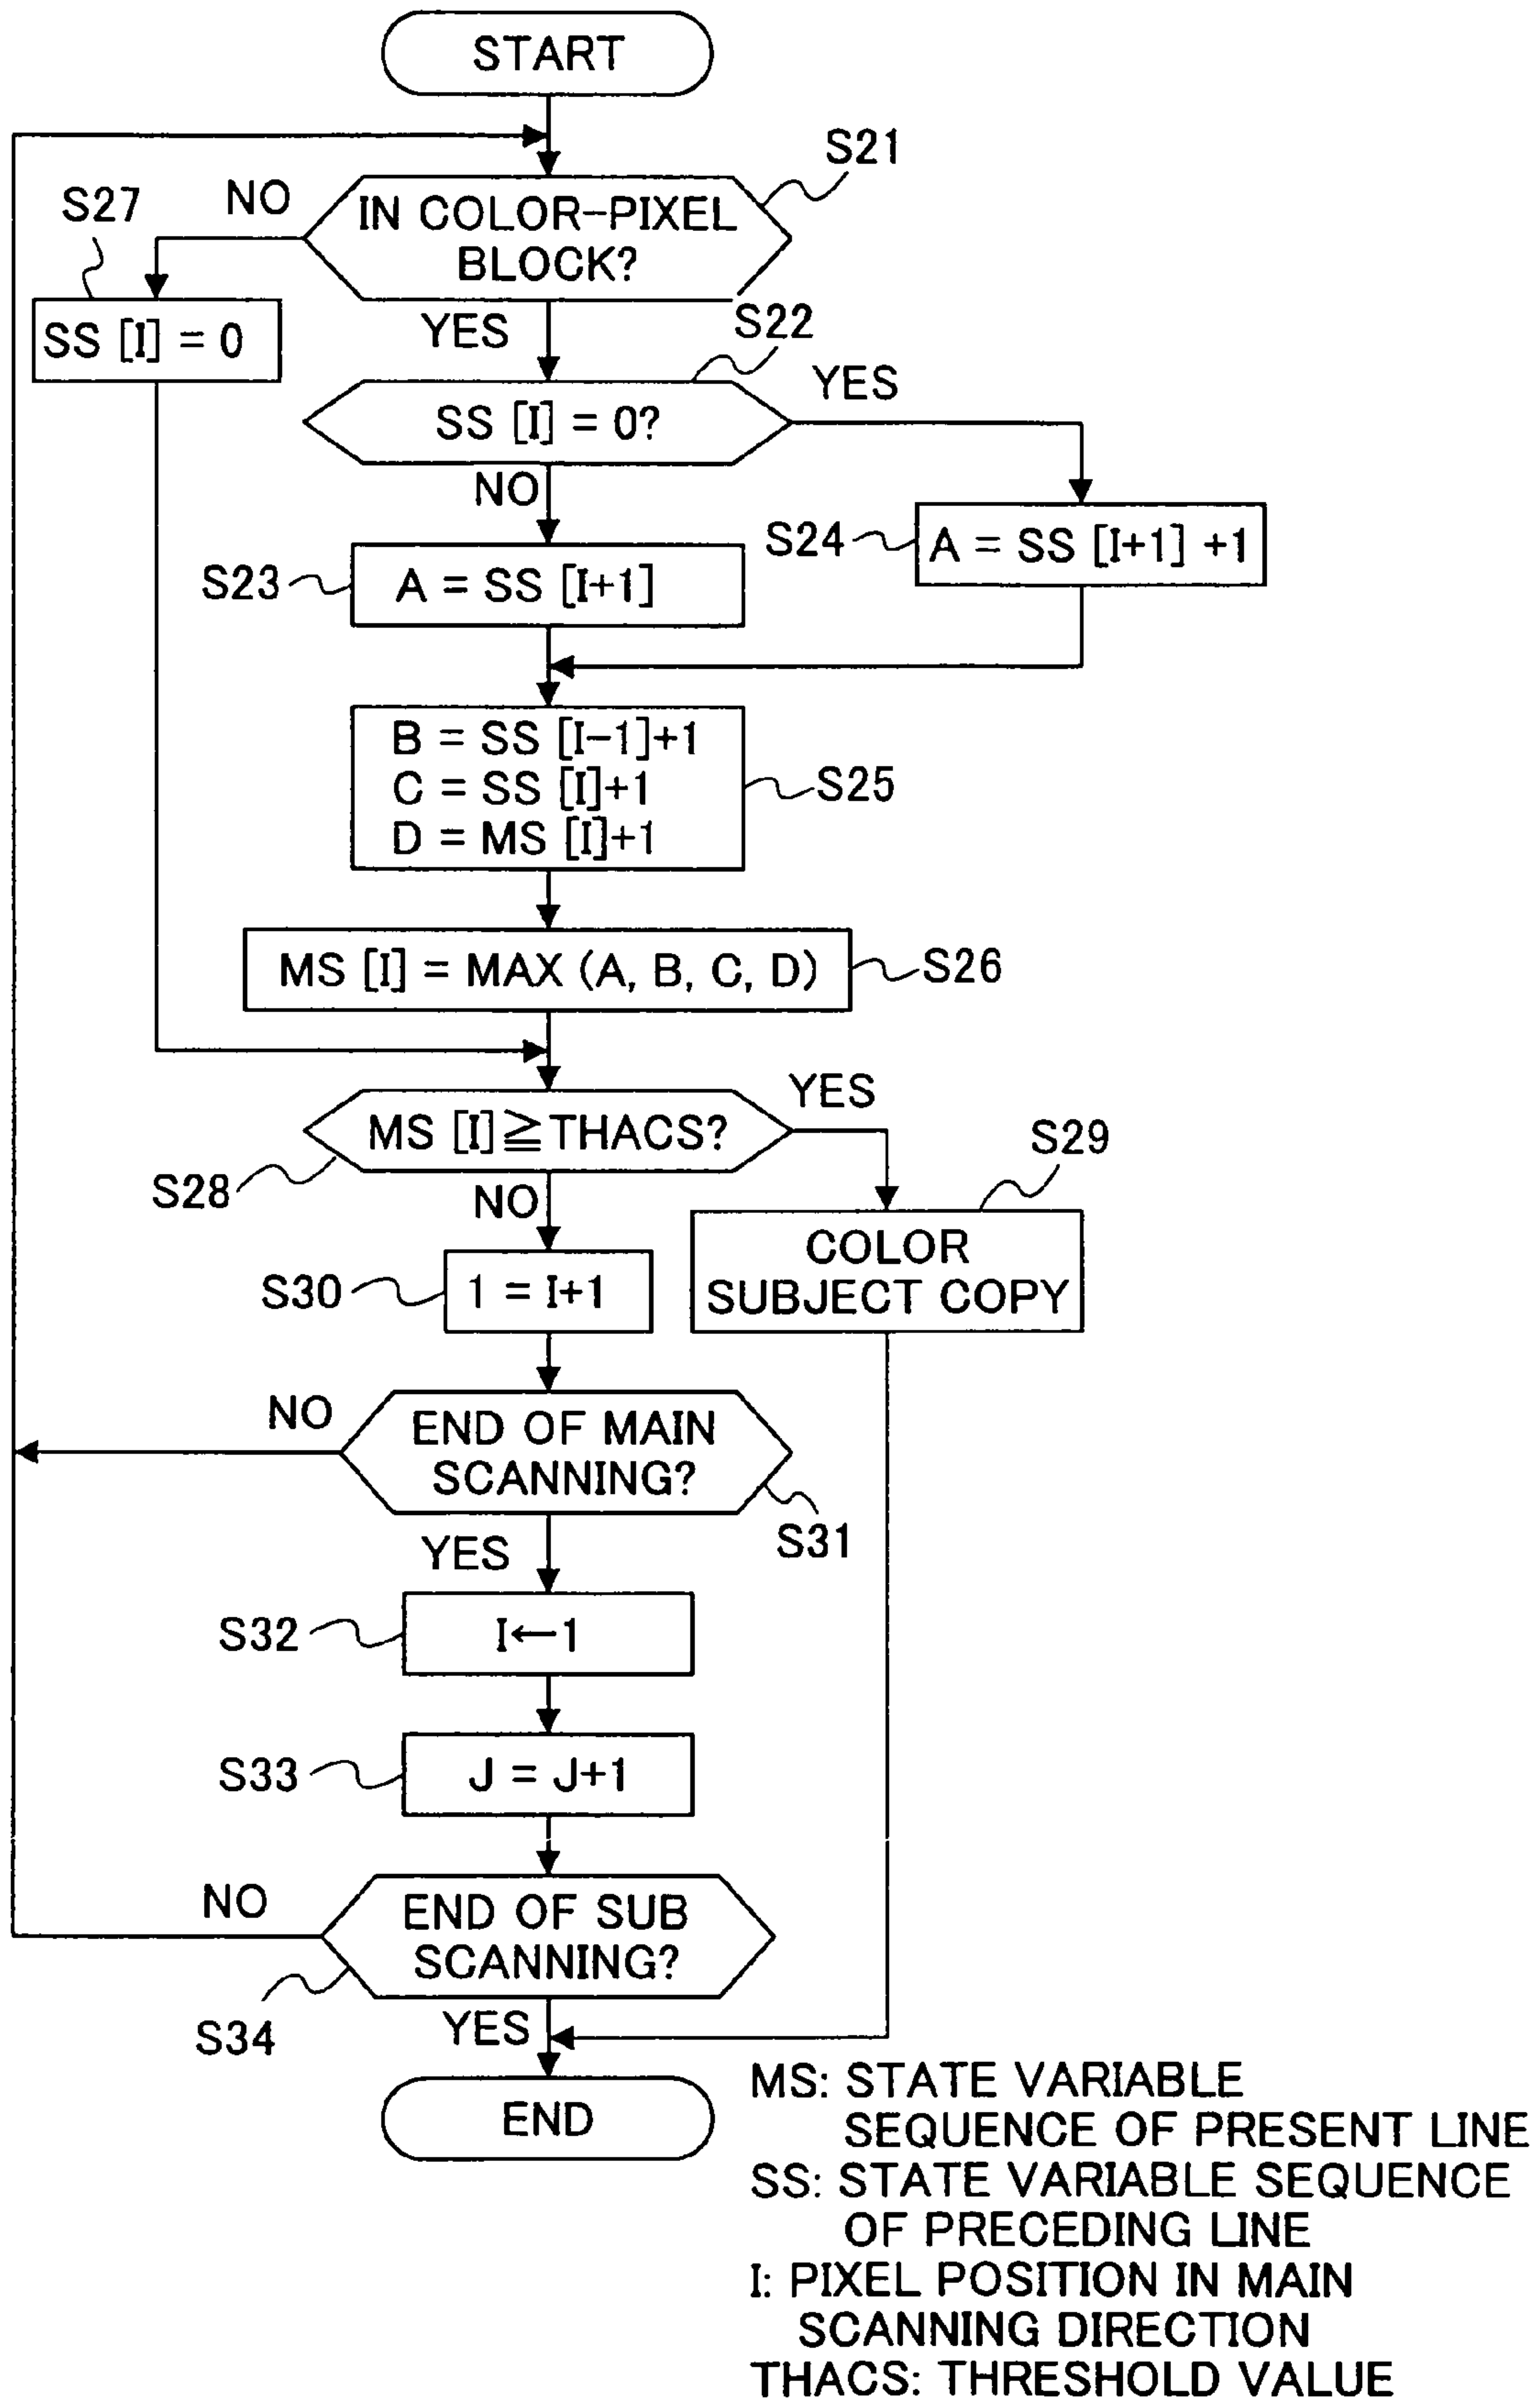 START
S21
NO
S27
IN COLOR-PIXEL
BLOCK?
SS [I] = 0
YES
S22
SS [I] = 0?
YES
NO
S24
A = SS [I+1] +1
S23
A = SS [I+1]
B = SS [I-1]+1
C = SS [I]+1
D = MS [I]+1
S25
MS [I] = MAX (A, B, C, D)
S26
MS [I]≧THACS?
YES
S28
NO
S29
COLOR
SUBJECT COPY
S30
1 = I+1
NO
END OF MAIN
SCANNING?
S31
YES
S32
I←1
S33
J = J+1
NO
END OF SUB
SCANNING?
S34
YES
END
MS: STATE VARIABLE
SEQUENCE OF PRESENT LINE
SS: STATE VARIABLE SEQUENCE
OF PRECEDING LINE
I: PIXEL POSITION IN MAIN
SCANNING DIRECTION
THACS: THRESHOLD VALUE